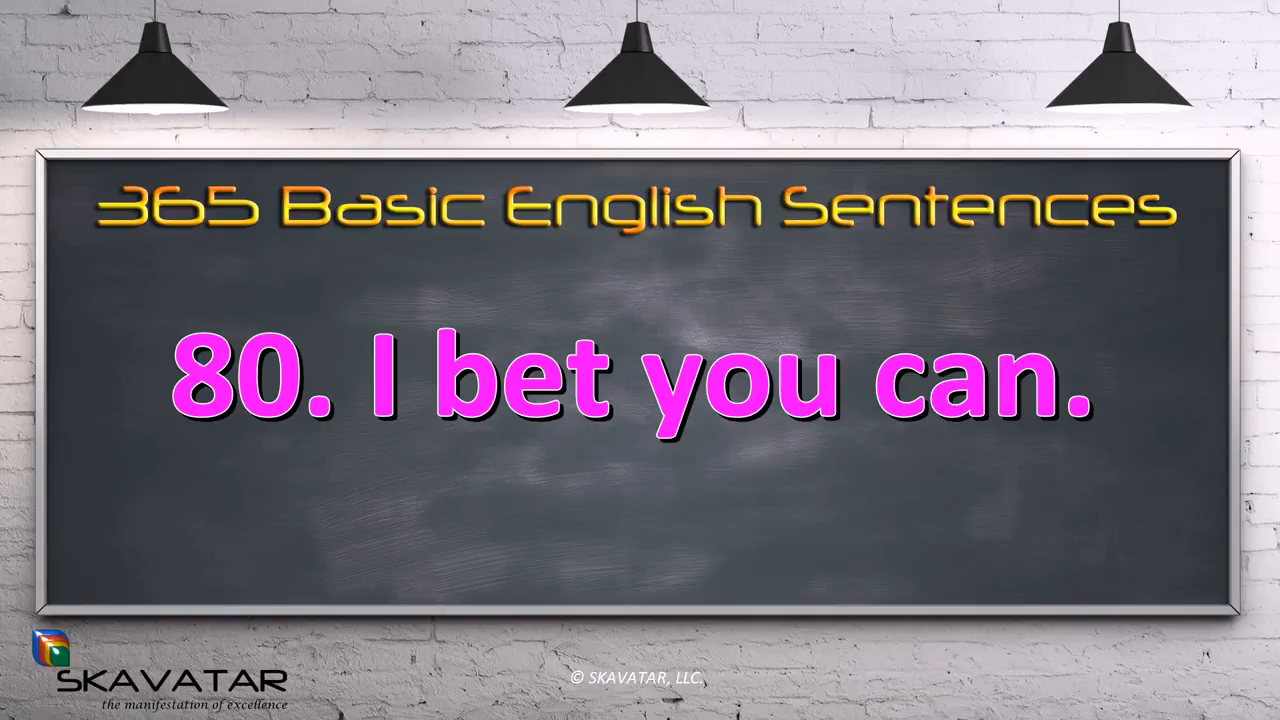 365 Basic English Sentences
80. I bet you can.
SKAVATAR
the manifestation of excellence
© SKAVATAR, LLC.